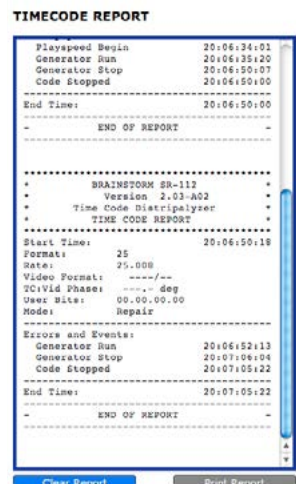 TIMECODE REPORT
Playspeed Begin 20:06:34:01
Generator Run 20:06:35:20
Generator Stop 20:06:50:07
Code Stopped 20:06:50:00
End Time: 20:06:50:00
- END OF REPORT -
* BRAINSTORM SR-112 *
* Version 2.03-A02 *
* Time Code Distripalyzer *
* TIME CODE REPORT *
Start Time: 20:06:50:18
Format: 25
Rate: 25.008
Video Format: ----/--
TC:Vid Phase: ---.- deg
User Bits: 00.00.00.00
Mode: Repair
Errors and Events:
Generator Run 20:06:52:13
Generator Stop 20:07:06:04
Code Stopped 20:07:05:22
End Time: 20:07:05:22
- END OF REPORT -
Clear Report Print Report